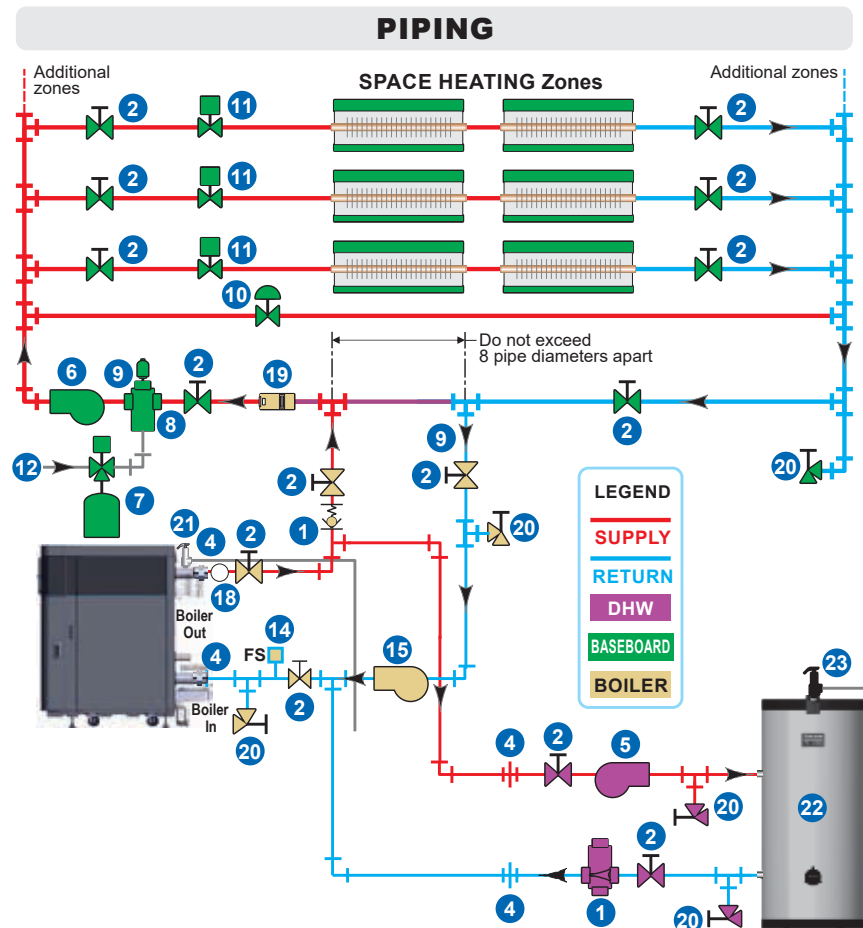 PIPING
Additional
zones
SPACE HEATING Zones
Additional zones
2
11
2
2
11
2
2
11
2
10
Do not exceed
8 pipe diameters apart
6
9
2
19
8
9
2
12
7
2
2
20
20
1
21
4
2
18
Boiler
Out
14
FS
4
15
2
Boiler
In
20
LEGEND
SUPPLY
RETURN
DHW
BASEBOARD
BOILER
23
4
2
5
20
22
2
4
1
20